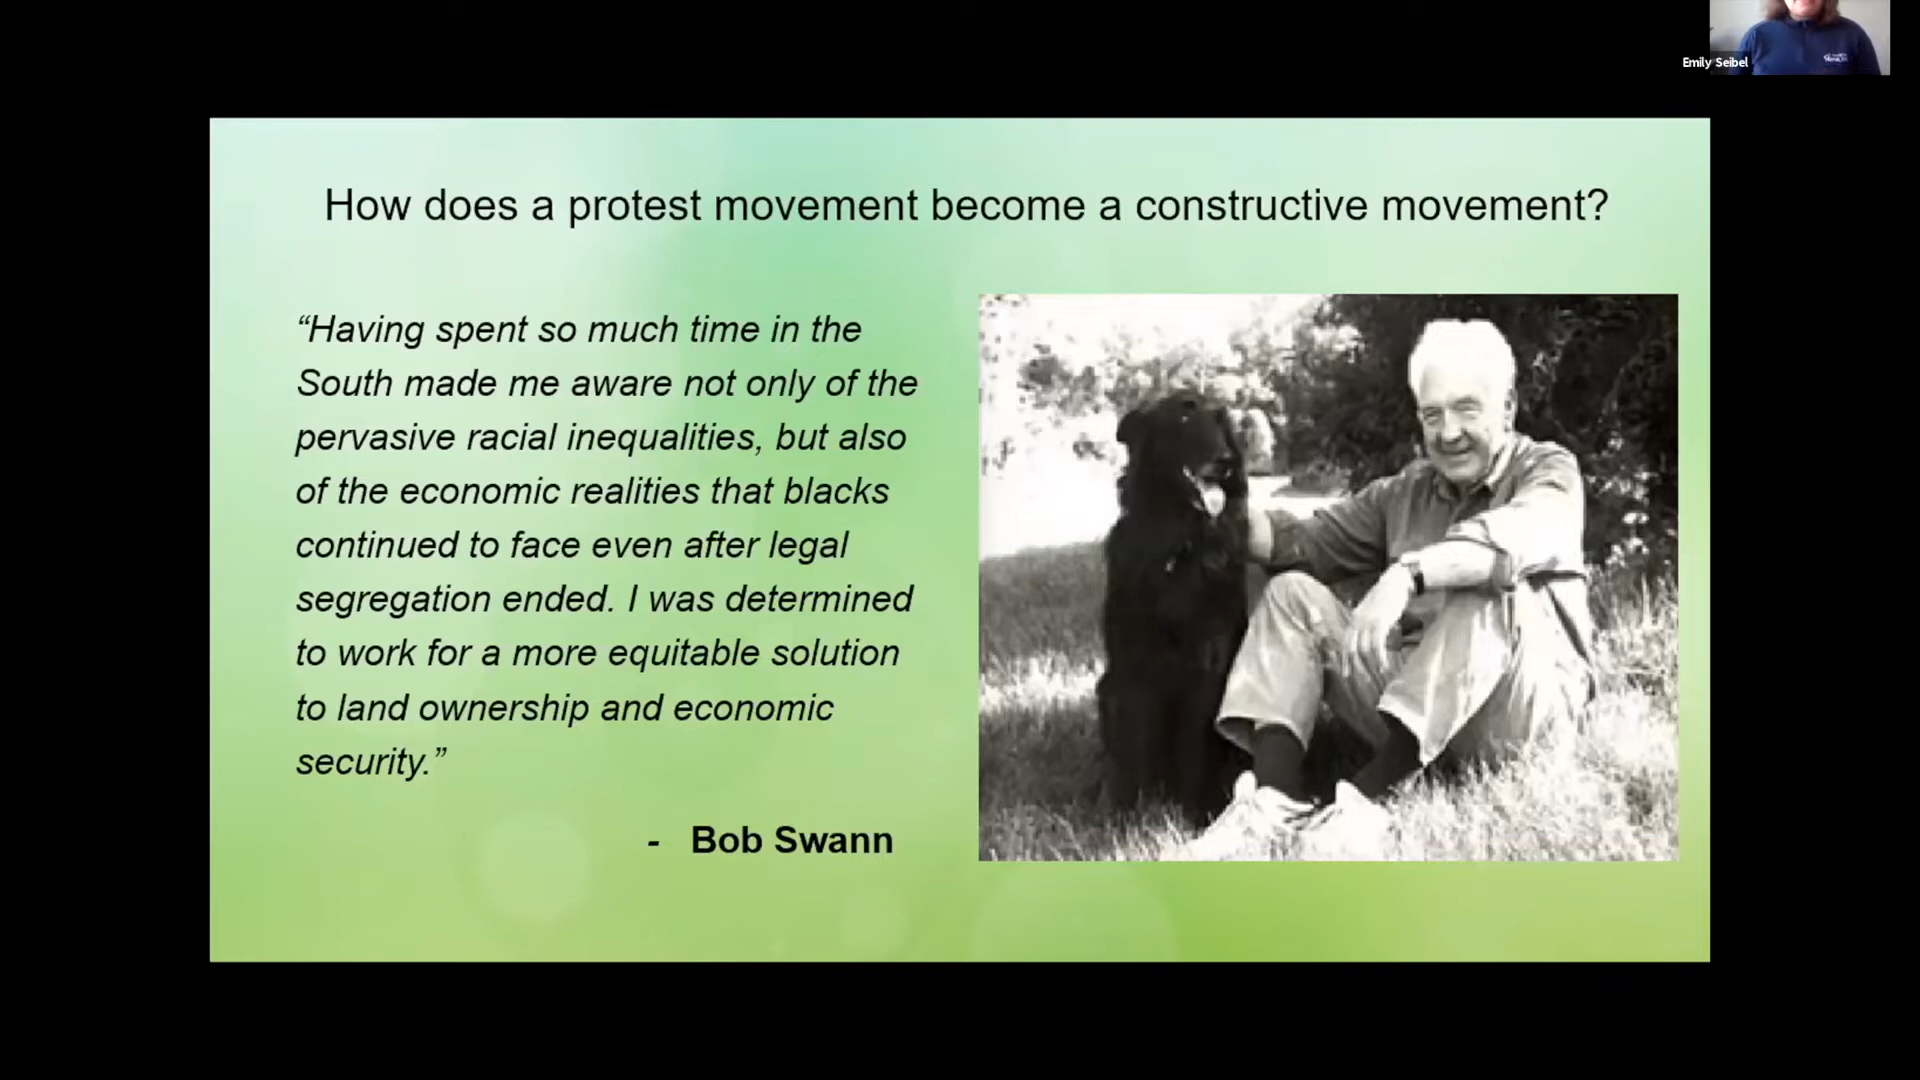 Emily Seibel
How does a protest movement become a constructive movement?
“Having spent so much time in the
South made me aware not only of the
pervasive racial inequalities, but also
of the economic realities that blacks
continued to face even after legal
segregation ended. I was determined
to work for a more equitable solution
to land ownership and economic
security.”
- Bob Swann